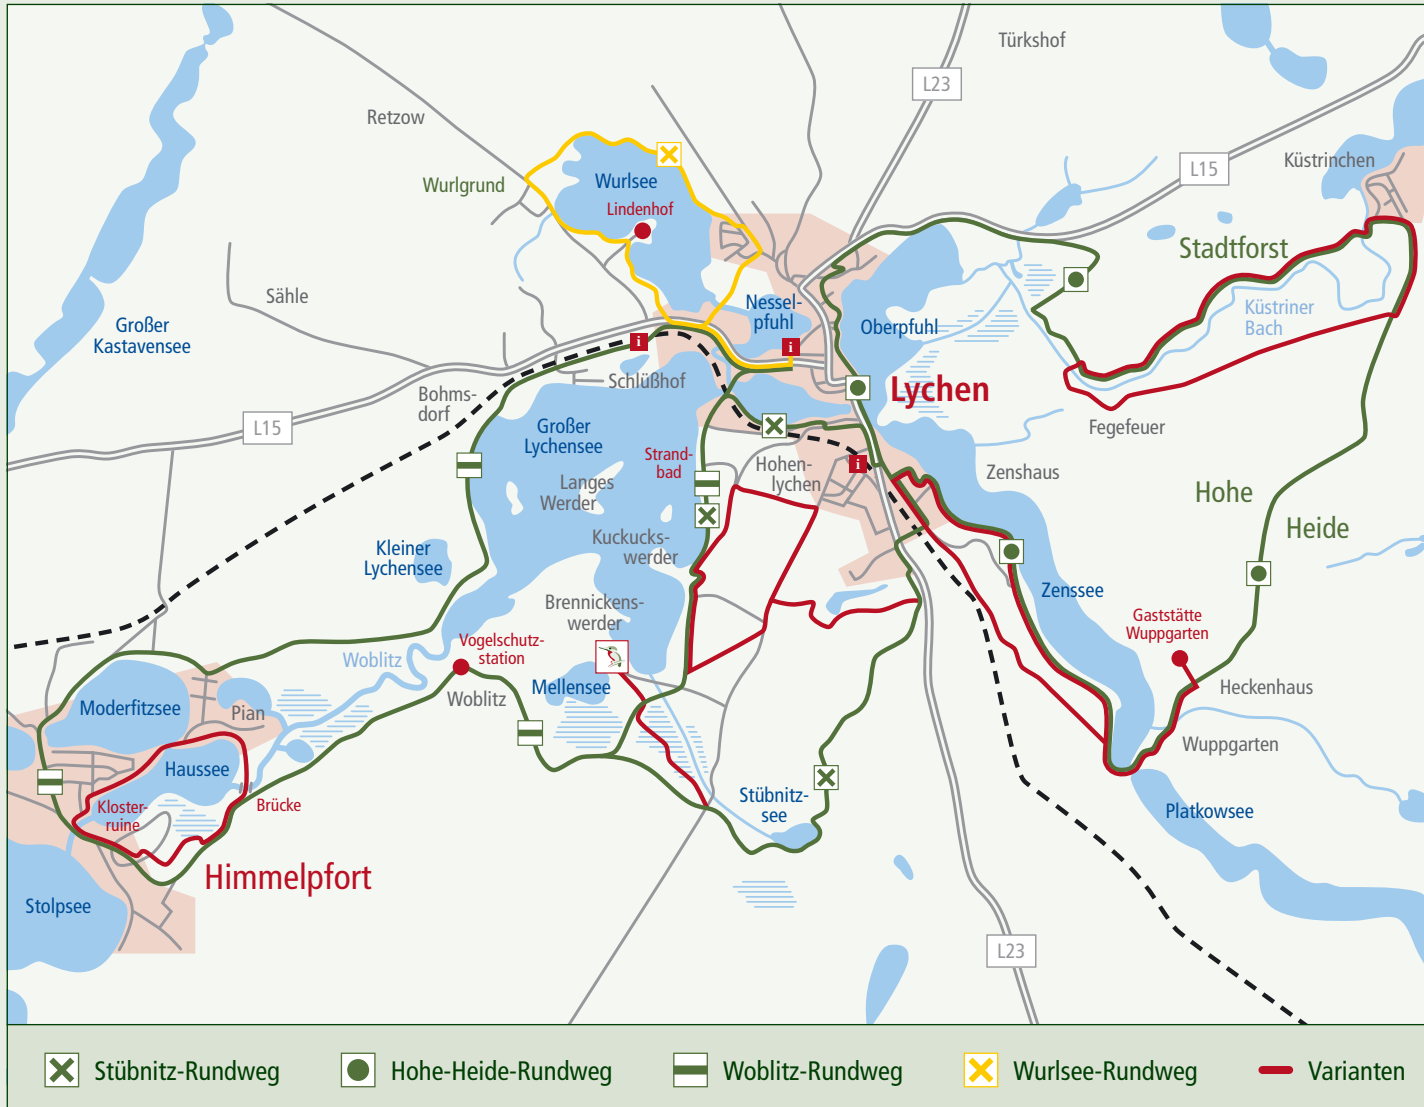 Türkshof
L23
Retzow
L15
Küstrinchen
Wurlgrund
Wurlsee
Lindenhof
Stadtforst
Sähle
Großer
Kastavensee
Nessel-
pfuhl
i
Oberpfuhl
Küstriner
Bach
i
Schlüßhof
Lychen
Bohms-
dorf
L15
Großer
Lychensee
Fegefeuer
Strand-
bad
Hohen-
lychen
i
Zenshaus
Langes
Werder
Hohe
Heide
Kuckucks-
werder
Kleiner
Lychensee
Zenssee
Brennickens-
werder
Gaststätte
Wuppgarten
Vogelschutz-
station
Woblitz
Mellensee
Woblitz
Heckenhaus
Moderfitzsee
Pian
Wuppgarten
Haussee
Kloster-
ruine
Brücke
Stübnitz-
see
Platkowsee
Himmelpfort
Stolpsee
L23
Stübnitz-Rundweg
Hohe-Heide-Rundweg
Woblitz-Rundweg
Wurlsee-Rundweg
Varianten